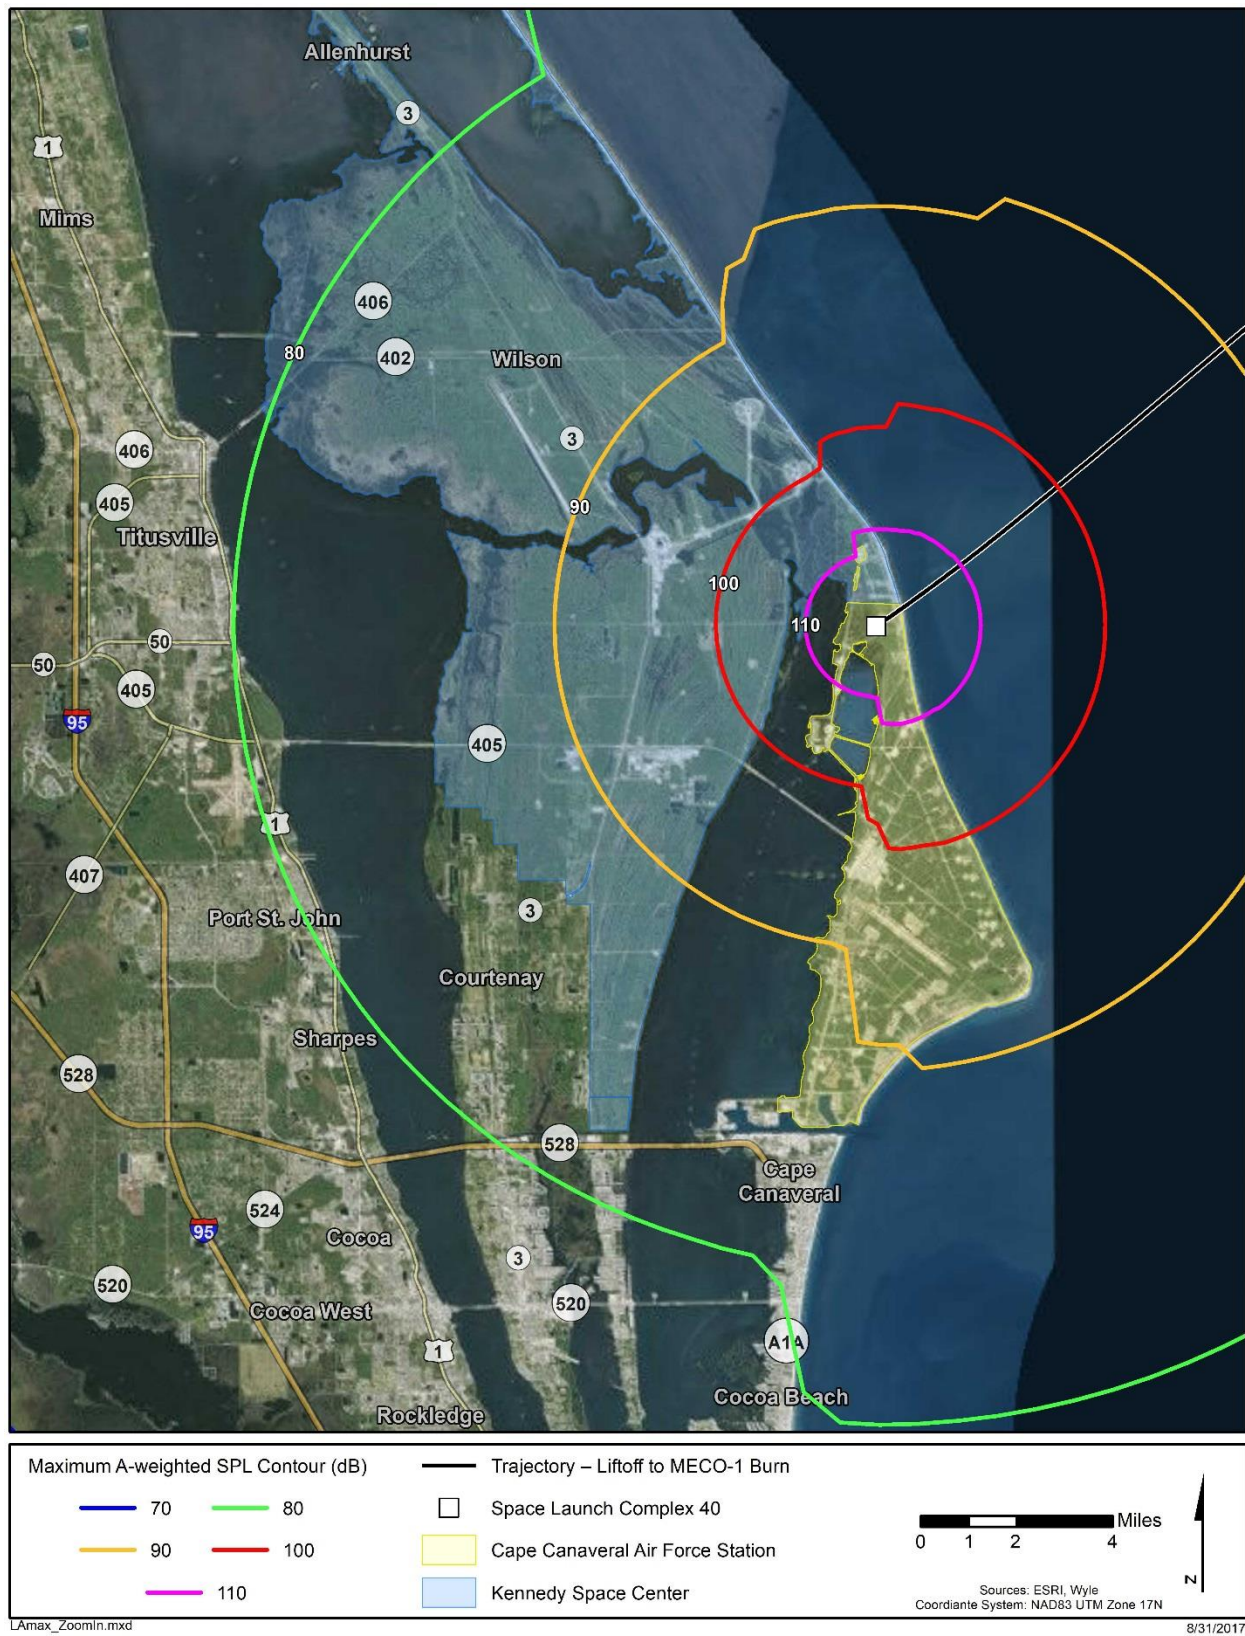 Allenhurst
3
1
Mims
406
80
402
Wilson
3
406
405
90
Titusville
100
110
50
50
405
95
405
1
407
3
Port St. John
Courtenay
Sharpes
528
528
Cape
Canaveral
524
95
Cocoa
3
520
520
Cocoa West
A1A
1
Cocoa Beach
Rockledge
Maximum A-weighted SPL Contour (dB)
70
80
90
100
110
Trajectory – Liftoff to MECO-1 Burn
Space Launch Complex 40
Cape Canaveral Air Force Station
Kennedy Space Center
Miles
0 1 2 4
N
Sources: ESRI, Wyle
Coordiante System: NAD83 UTM Zone 17N
LAmax_ZoomIn.mxd
8/31/2017